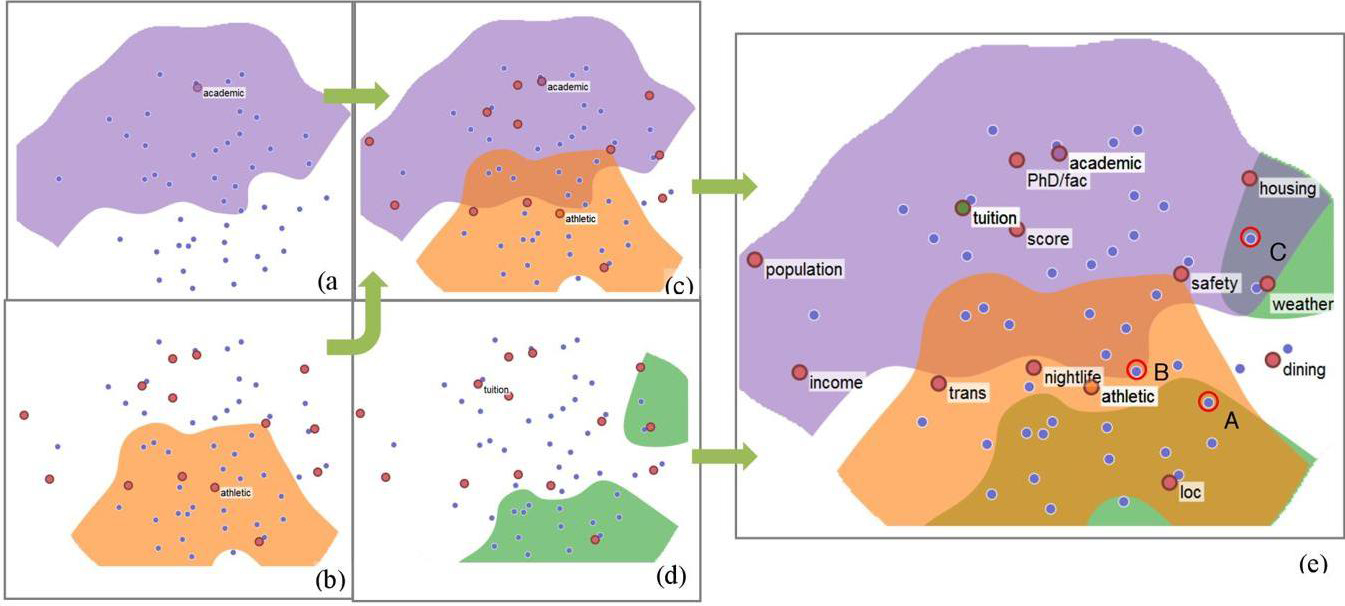 academic
(a
academic
athletic
(c)
athletic
(b)
tuition
(d)
academic
PhD/fac
housing
tuition
score
C
population
safety
weather
dining
income
trans
nightlife
B
athletic
A
loc
(e)